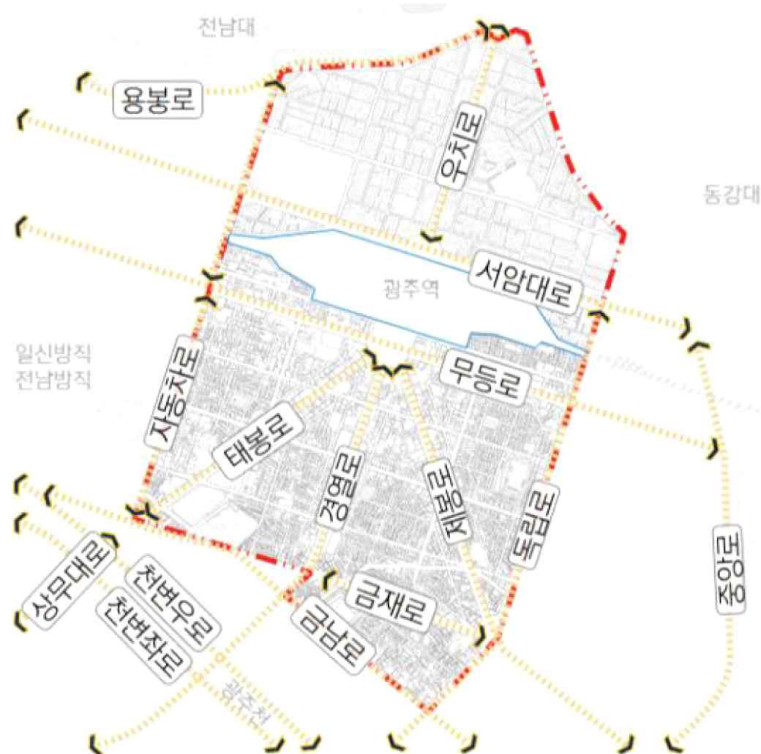 전남대
용봉로
우치로
동강대
서암대로
광주역
일신방직
전남방직
무등로
자동차로
태봉로
경열로
제봉로
독립로
중앙로
상무대로
천변우로
천변좌로
금남로
금재로
광주천